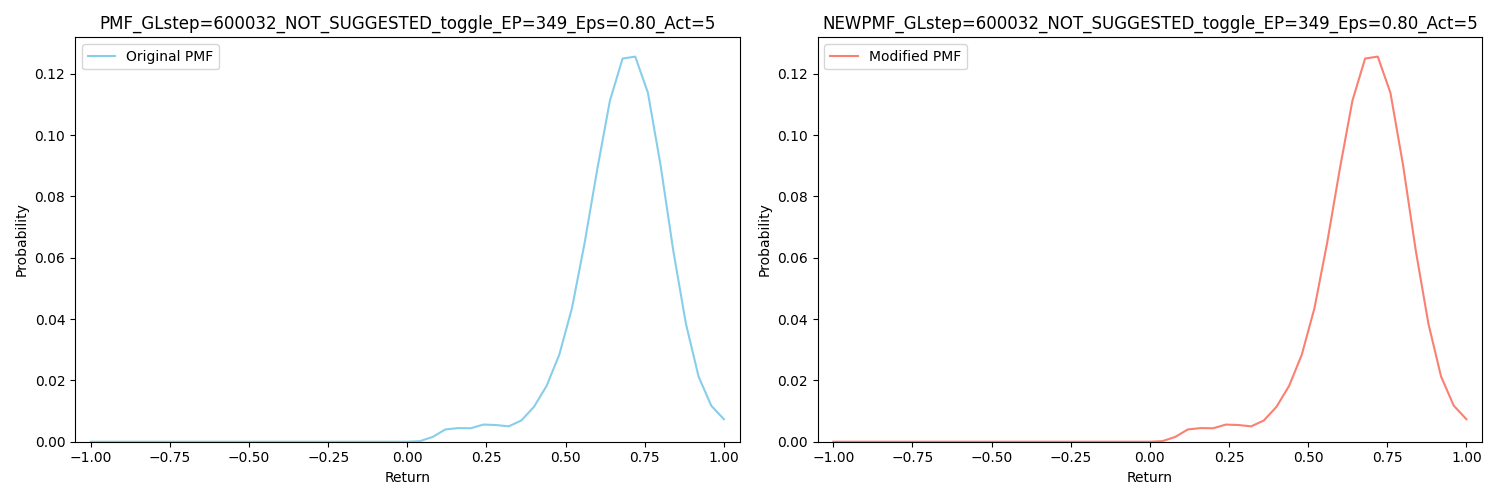 PMF_GLstep=600032_NOT_SUGGESTED_toggle_EP=349_Eps=0.80_Act=5
Original PMF
Probability
0.12
0.10
0.08
0.06
0.04
0.02
0.00
−1.00 −0.75 −0.50 −0.25 0.00 0.25 0.50 0.75 1.00
Return
NEWPMF_GLstep=600032_NOT_SUGGESTED_toggle_EP=349_Eps=0.80_Act=5
Modified PMF
Probability
0.12
0.10
0.08
0.06
0.04
0.02
0.00
−1.00 −0.75 −0.50 −0.25 0.00 0.25 0.50 0.75 1.00
Return